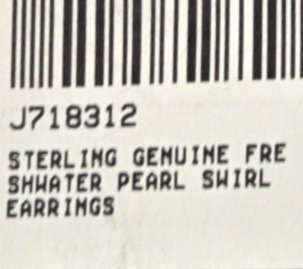 J718312
STERLING GENUINE FRE
SHWATER PEARL SWIRL
EARRINGS